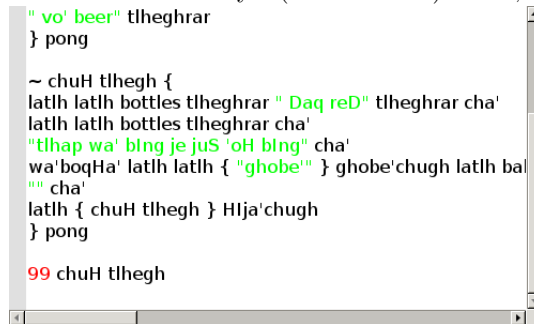 " vo' beer" tlheghrar
} pong
~ chuH tlhegh {
latlh latlh bottles tlheghrar " Daq reD" tlheghrar cha'
latlh latlh bottles tlheghrar cha'
"tlhap wa' bIng je juS 'oH bIng" cha'
wa'boqHa' latlh latlh { "ghobe'" } ghobe'chugh latlh bal
"" cha'
latlh { chuH tlhegh } HIja'chugh
} pong
99 chuH tlhegh